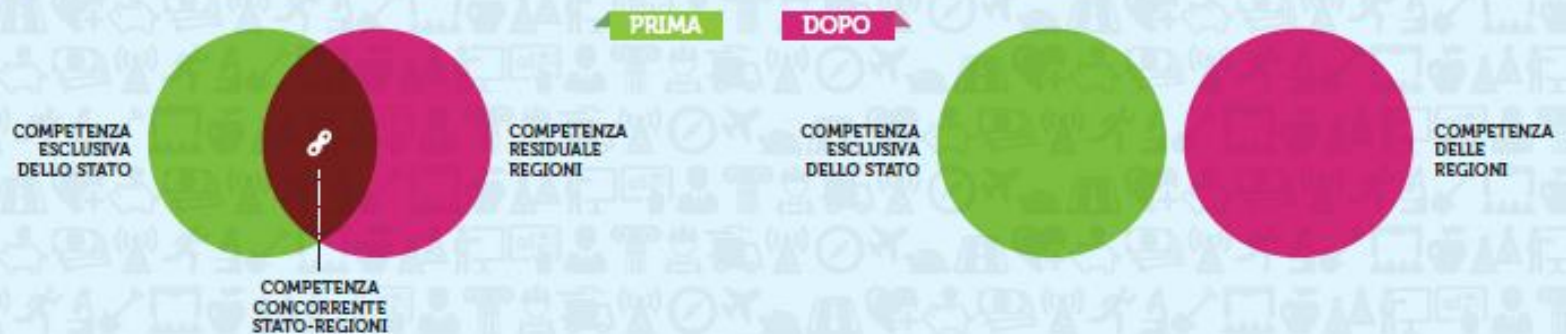 PRIMA
DOPO
COMPETENZA
ESCLUSIVA
DELLO STATO
COMPETENZA
RESIDUALE
REGIONI
COMPETENZA
CONCORRENTE
STATO-REGIONI
COMPETENZA
ESCLUSIVA
DELLO STATO
COMPETENZA
DELLE
REGIONI